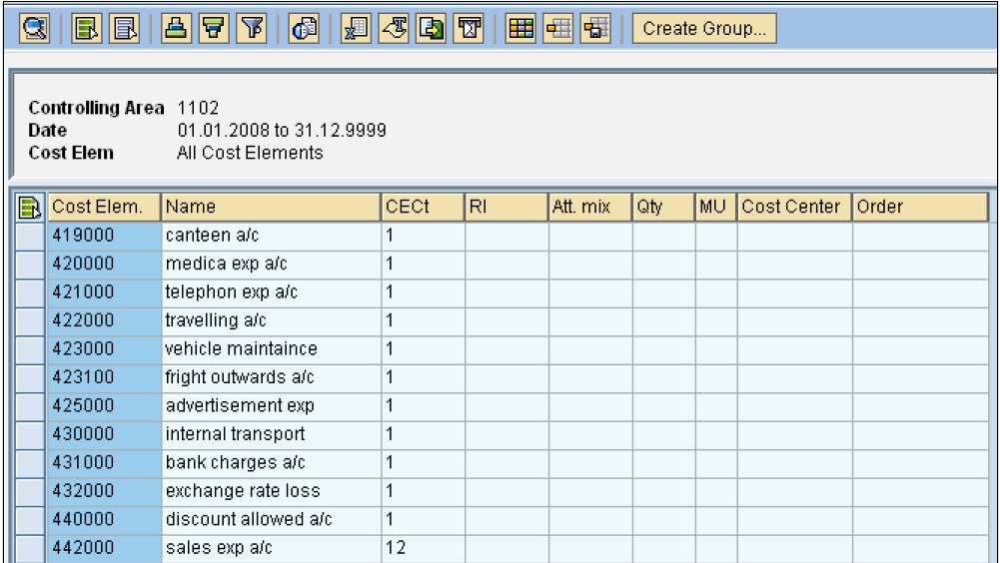 Create Group...
Controlling Area 1102
Date 01.01.2008 to 31.12.9999
Cost Elem All Cost Elements
Cost Elem. Name CECt RI Att. mix Qty MU Cost Center Order
419000 canteen a/c 1
420000 medica exp a/c 1
421000 telephon exp a/c 1
422000 travelling a/c 1
423000 vehicle maintaince 1
423100 fright outwards a/c 1
425000 advertisement exp 1
430000 internal transport 1
431000 bank charges a/c 1
432000 exchange rate loss 1
440000 discount allowed a/c 1
442000 sales exp a/c 12